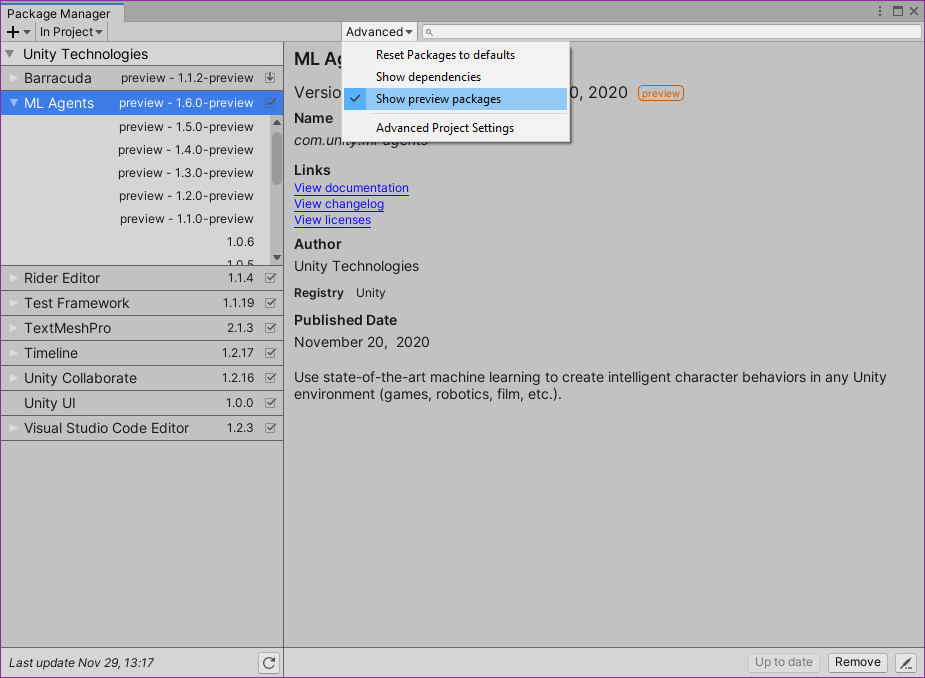 Package Manager
In Project
Advanced
Reset Packages to defaults
Show dependencies
Show preview packages
Advanced Project Settings
Unity Technologies
Barracuda preview - 1.1.2-preview
ML Agents preview - 1.6.0-preview
preview - 1.5.0-preview
preview - 1.4.0-preview
preview - 1.3.0-preview
preview - 1.2.0-preview
preview - 1.1.0-preview
1.0.6
1.0.5
Rider Editor 1.1.4
Test Framework 1.1.19
TextMeshPro 2.1.3
Timeline 1.2.17
Unity Collaborate 1.2.16
Unity UI 1.0.0
Visual Studio Code Editor 1.2.3
Last update Nov 29, 13:17
ML
0, 2020 preview
Name
com.unity.ml-agents
Links
View documentation
View changelog
View licenses
Author
Unity Technologies
Registry Unity
Published Date
November 20, 2020
Use state-of-the-art machine learning to create intelligent character behaviors in any Unity
environment (games, robotics, film, etc.).
Up to date Remove